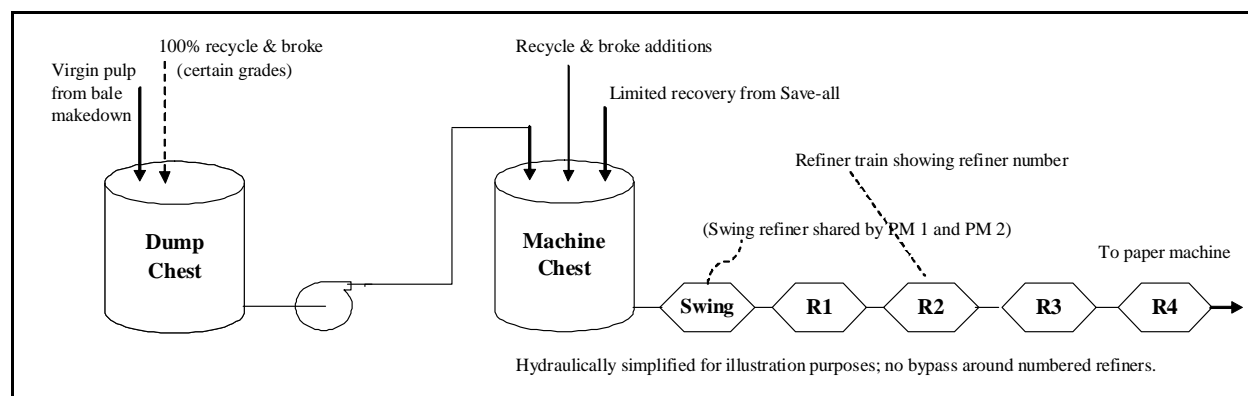 100% recycle & broke
(certain grades)
Virgin pulp
from bale
makedown
Recycle & broke additions
Limited recovery from Save-all
Refiner train showing refiner number
(Swing refiner shared by PM 1 and PM 2)
To paper machine
Dump
Chest
Machine
Chest
Swing
R1
R2
R3
R4
Hydraulically simplified for illustration purposes; no bypass around numbered refiners.